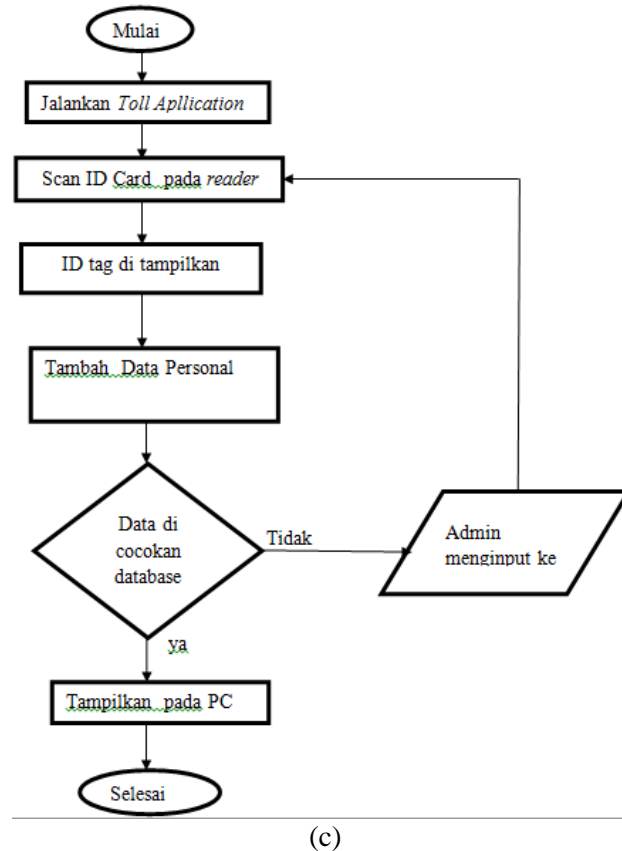 Mulai
Jalankan Toll Apllication
Scan ID Card pada reader
ID tag di tampilkan
Tambah Data Personal
Data di
cocokan
database
Tidak
Admin
menginput ke
ya
Tampilkan pada PC
Selesai
(c)